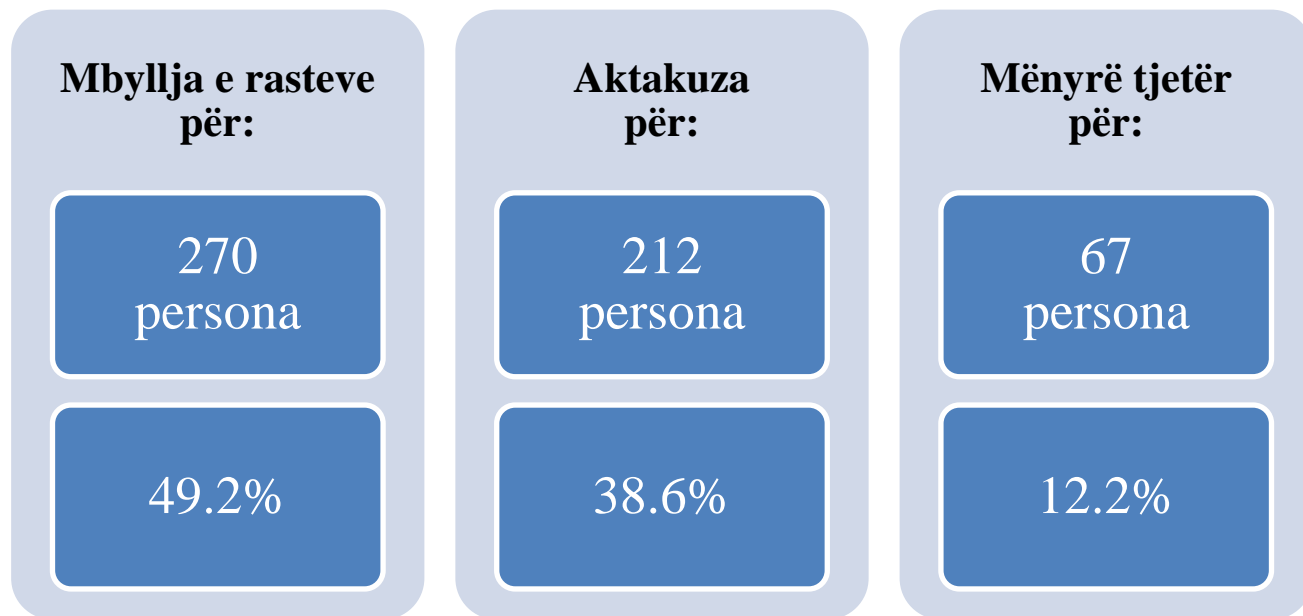 Mbyllja e rasteve
për:
270
persona
49.2%
Aktakuza
për:
212
persona
38.6%
Mënyrë tjetër
për:
67
persona
12.2%